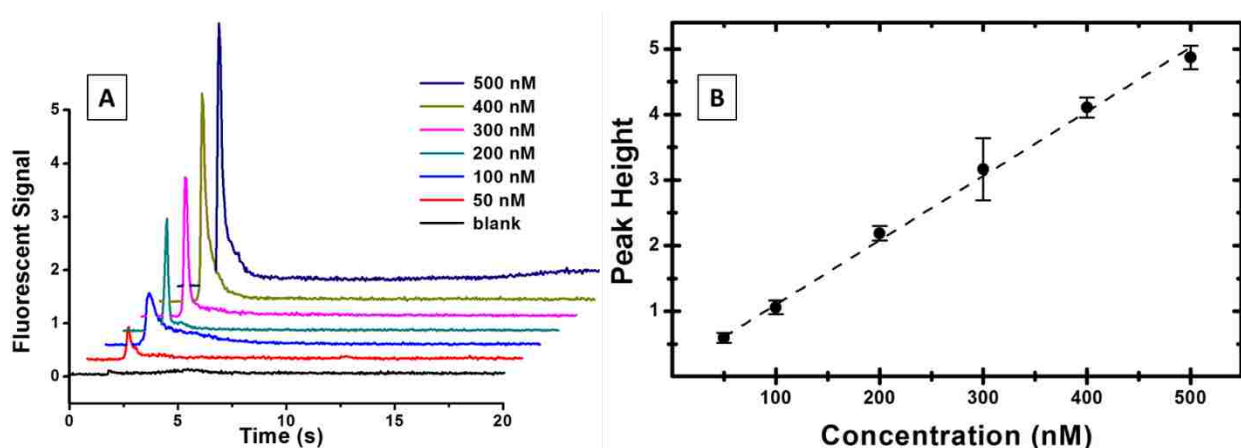 A
Fluorescent Signal
5
4
3
2
1
0
500 nM
400 nM
300 nM
200 nM
100 nM
50 nM
blank
0 5 10 15 20
Time (s)
B
Peak Height
5
4
3
2
1
100 200 300 400 500
Concentration (nM)